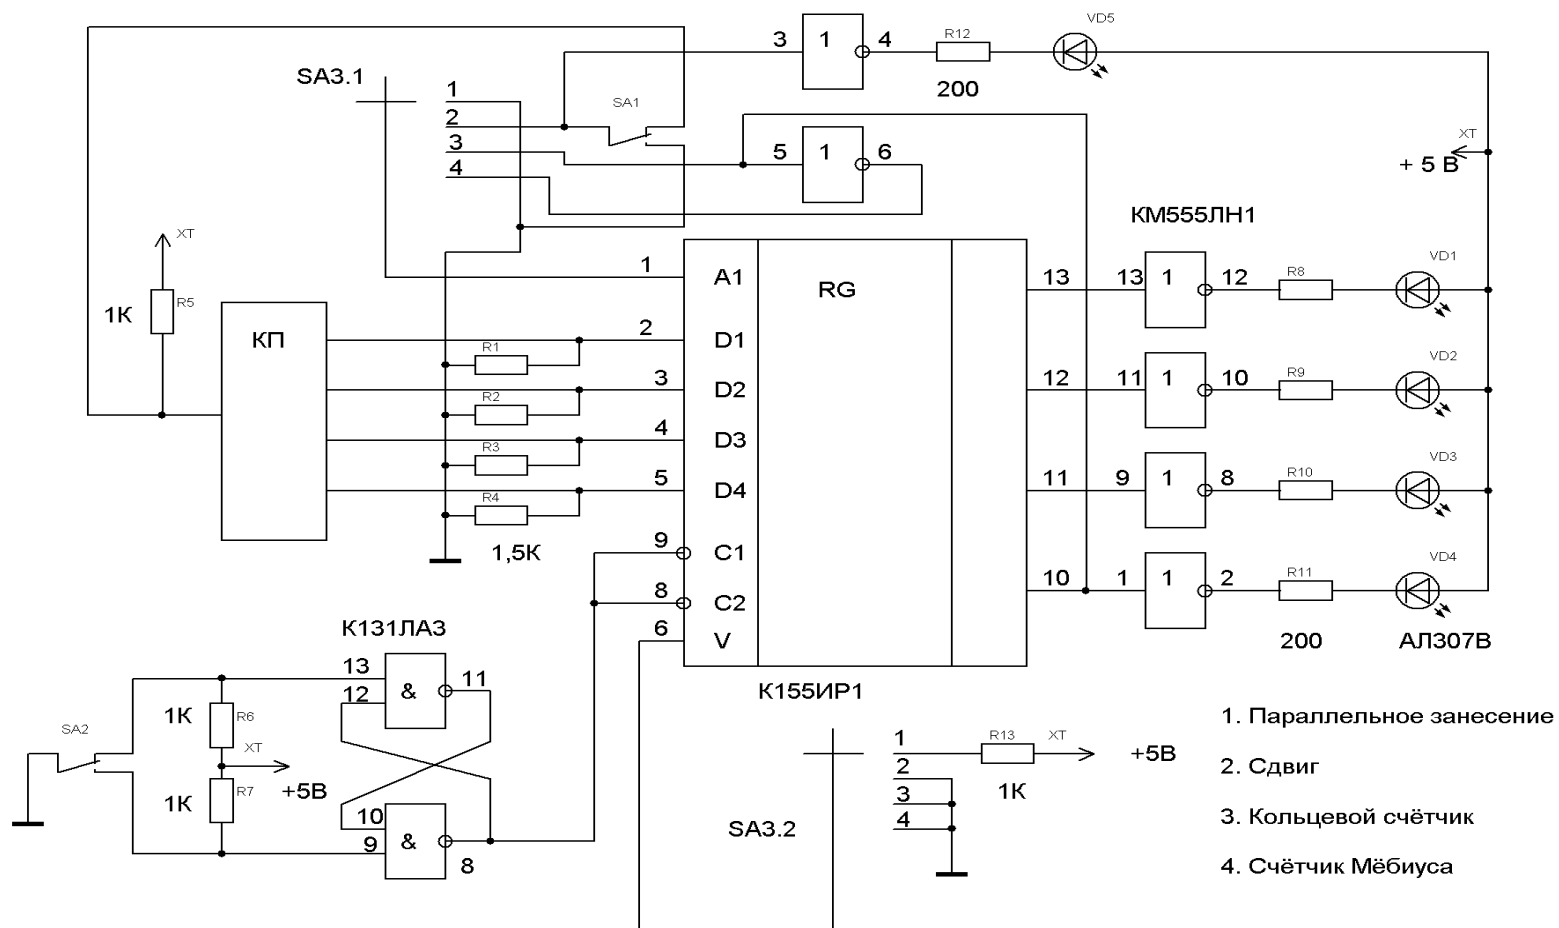 VD5
3
1
4
R12
200
SA3.1
1
2
3
4
SA1
5
1
6
XT
+ 5 В
КМ555ЛН1
XT
1К
R5
КП
1
2
3
4
5
9
8
6
R1
R2
R3
R4
1,5К
A1
D1
D2
D3
D4
C1
C2
V
RG
К155ИР1
13
13
1
12
R8
VD1
12
11
1
10
R9
VD2
11
9
1
8
R10
VD3
10
1
1
2
R11
VD4
200
АЛ307В
К131ЛА3
13
12
&
11
1К
R6
SA2
XT
+5В
1К
R7
10
9
&
8
SA3.2
1
2
3
4
R13
XT
1К
+5В
1. Параллельное занесение
2. Сдвиг
3. Кольцевой счётчик
4. Счётчик Мёбиуса